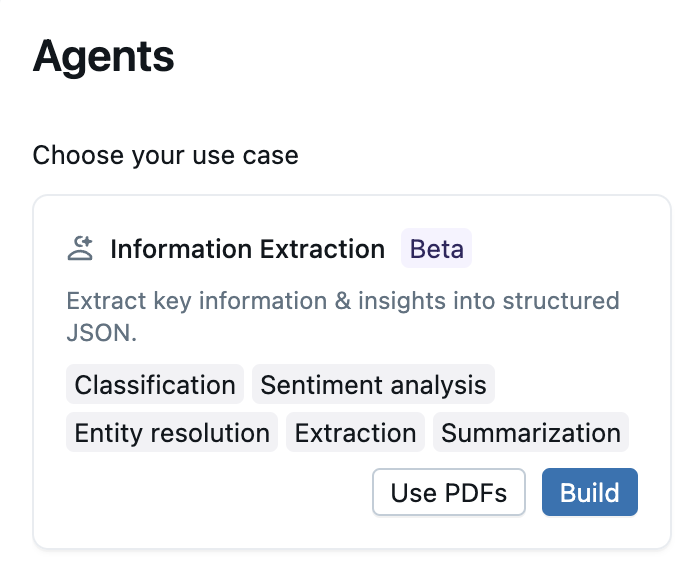 Agents
Choose your use case
Information Extraction Beta
Extract key information & insights into structured
JSON.
Classification Sentiment analysis
Entity resolution Extraction Summarization
Use PDFs Build